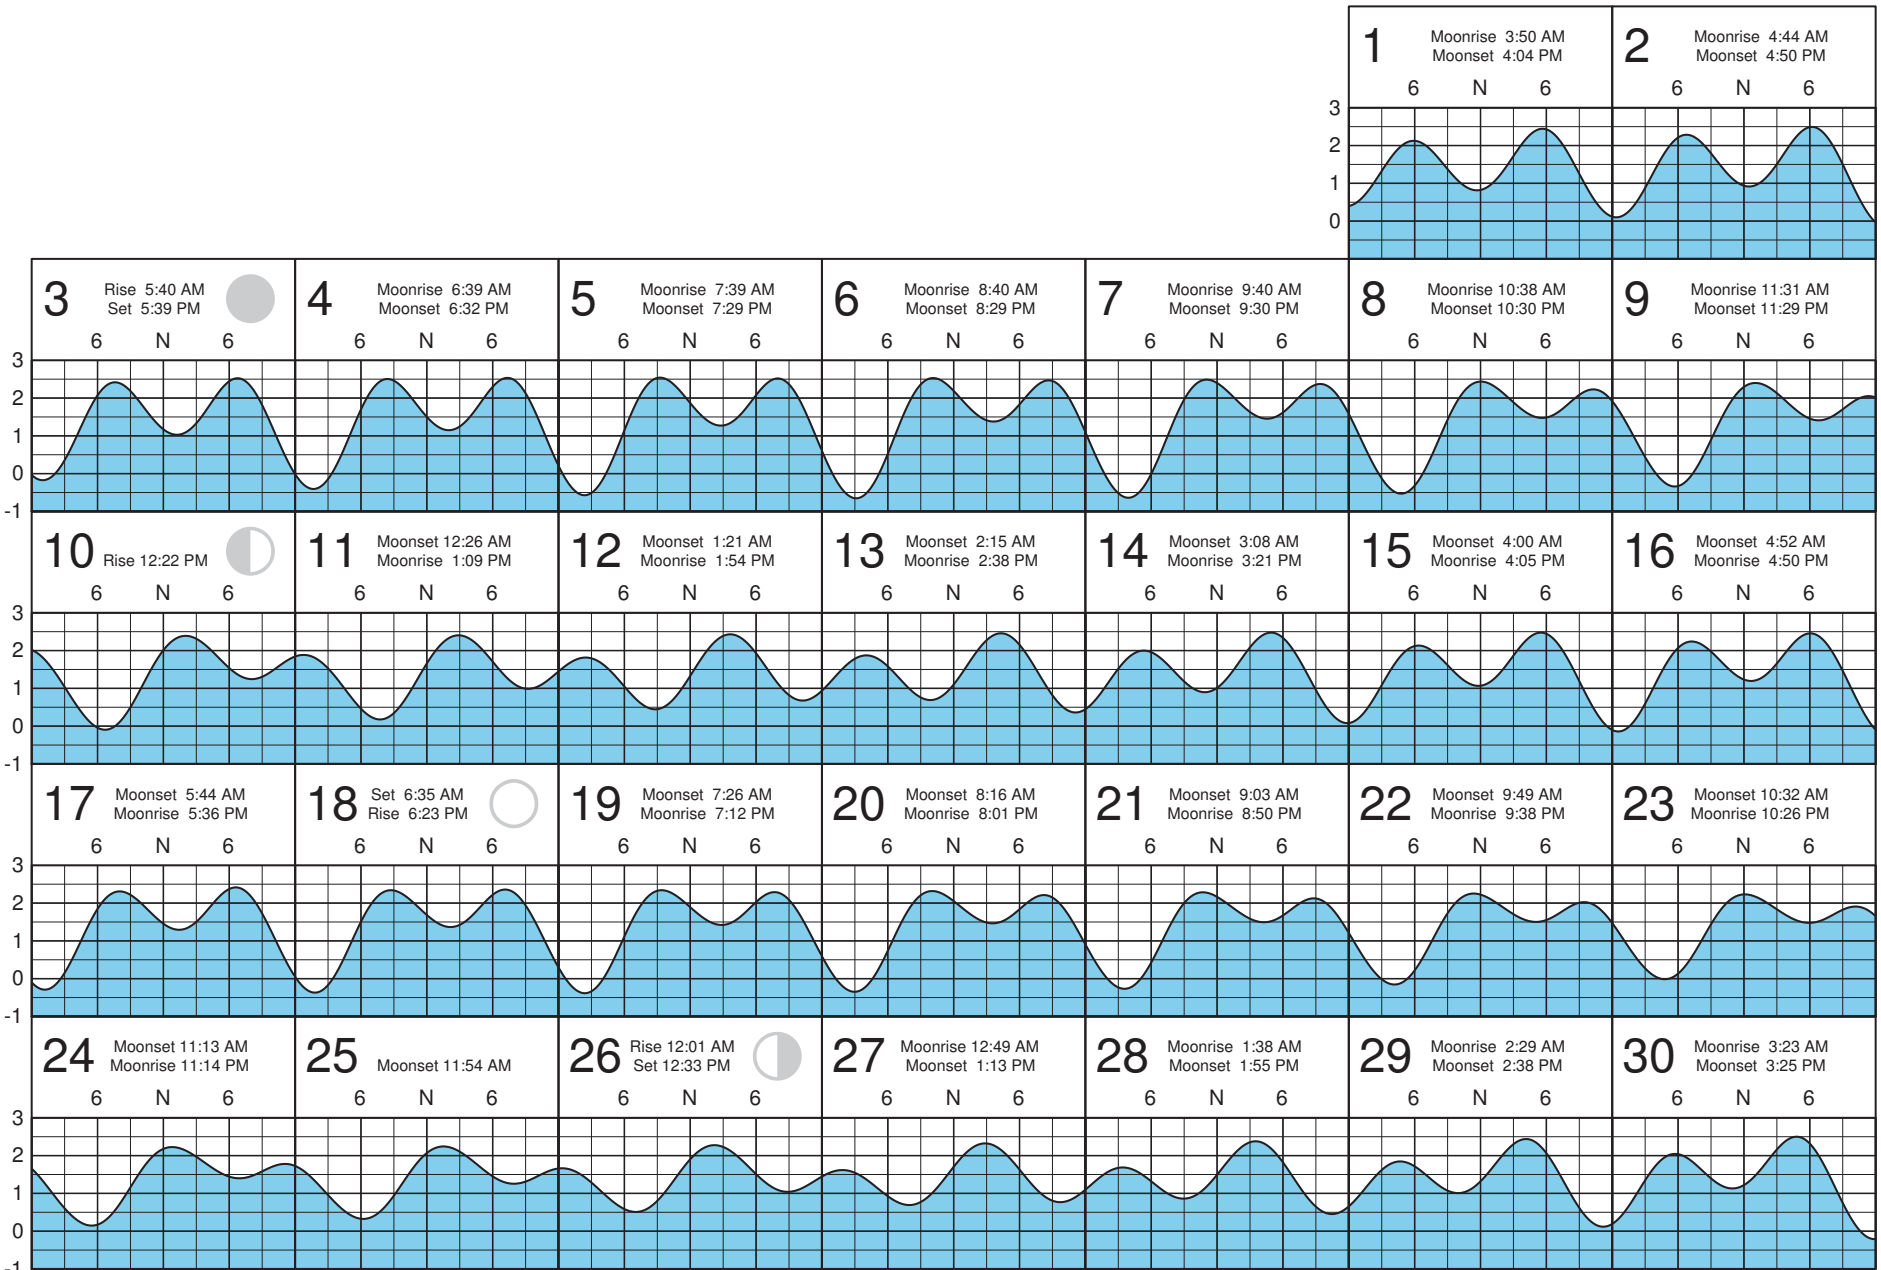 1 Moonrise 3:50 AM
Moonset 4:04 PM
2 Moonrise 4:44 AM
Moonset 4:50 PM
6 N 6 6 N 6
3
2
1
0
3 Rise 5:40 AM
Set 5:39 PM
4 Moonrise 6:39 AM
Moonset 6:32 PM
5 Moonrise 7:39 AM
Moonset 7:29 PM
6 Moonrise 8:40 AM
Moonset 8:29 PM
7 Moonrise 9:40 AM
Moonset 9:30 PM
8 Moonrise 10:38 AM
Moonset 10:30 PM
9 Moonrise 11:31 AM
Moonset 11:29 PM
6 N 6 6 N 6 6 N 6 6 N 6 6 N 6 6 N 6 6 N 6
3
2
1
0
-1
10 Rise 12:22 PM
11 Moonset 12:26 AM
Moonrise 1:09 PM
12 Moonset 1:21 AM
Moonrise 1:54 PM
13 Moonset 2:15 AM
Moonrise 2:38 PM
14 Moonset 3:08 AM
Moonrise 3:21 PM
15 Moonset 4:00 AM
Moonrise 4:05 PM
16 Moonset 4:52 AM
Moonrise 4:50 PM
6 N 6 6 N 6 6 N 6 6 N 6 6 N 6 6 N 6 6 N 6
3
2
1
0
-1
17 Moonset 5:44 AM
Moonrise 5:36 PM
18 Set 6:35 AM
Rise 6:23 PM
19 Moonset 7:26 AM
Moonrise 7:12 PM
20 Moonset 8:16 AM
Moonrise 8:01 PM
21 Moonset 9:03 AM
Moonrise 8:50 PM
22 Moonset 9:49 AM
Moonrise 9:38 PM
23 Moonset 10:32 AM
Moonrise 10:26 PM
6 N 6 6 N 6 6 N 6 6 N 6 6 N 6 6 N 6 6 N 6
3
2
1
0
-1
24 Moonset 11:13 AM
Moonrise 11:14 PM
25 Moonset 11:54 AM
26 Rise 12:01 AM
Set 12:33 PM
27 Moonrise 12:49 AM
Moonset 1:13 PM
28 Moonrise 1:38 AM
Moonset 1:55 PM
29 Moonrise 2:29 AM
Moonset 2:38 PM
30 Moonrise 3:23 AM
Moonset 3:25 PM
6 N 6 6 N 6 6 N 6 6 N 6 6 N 6 6 N 6 6 N 6
3
2
1
0
-1